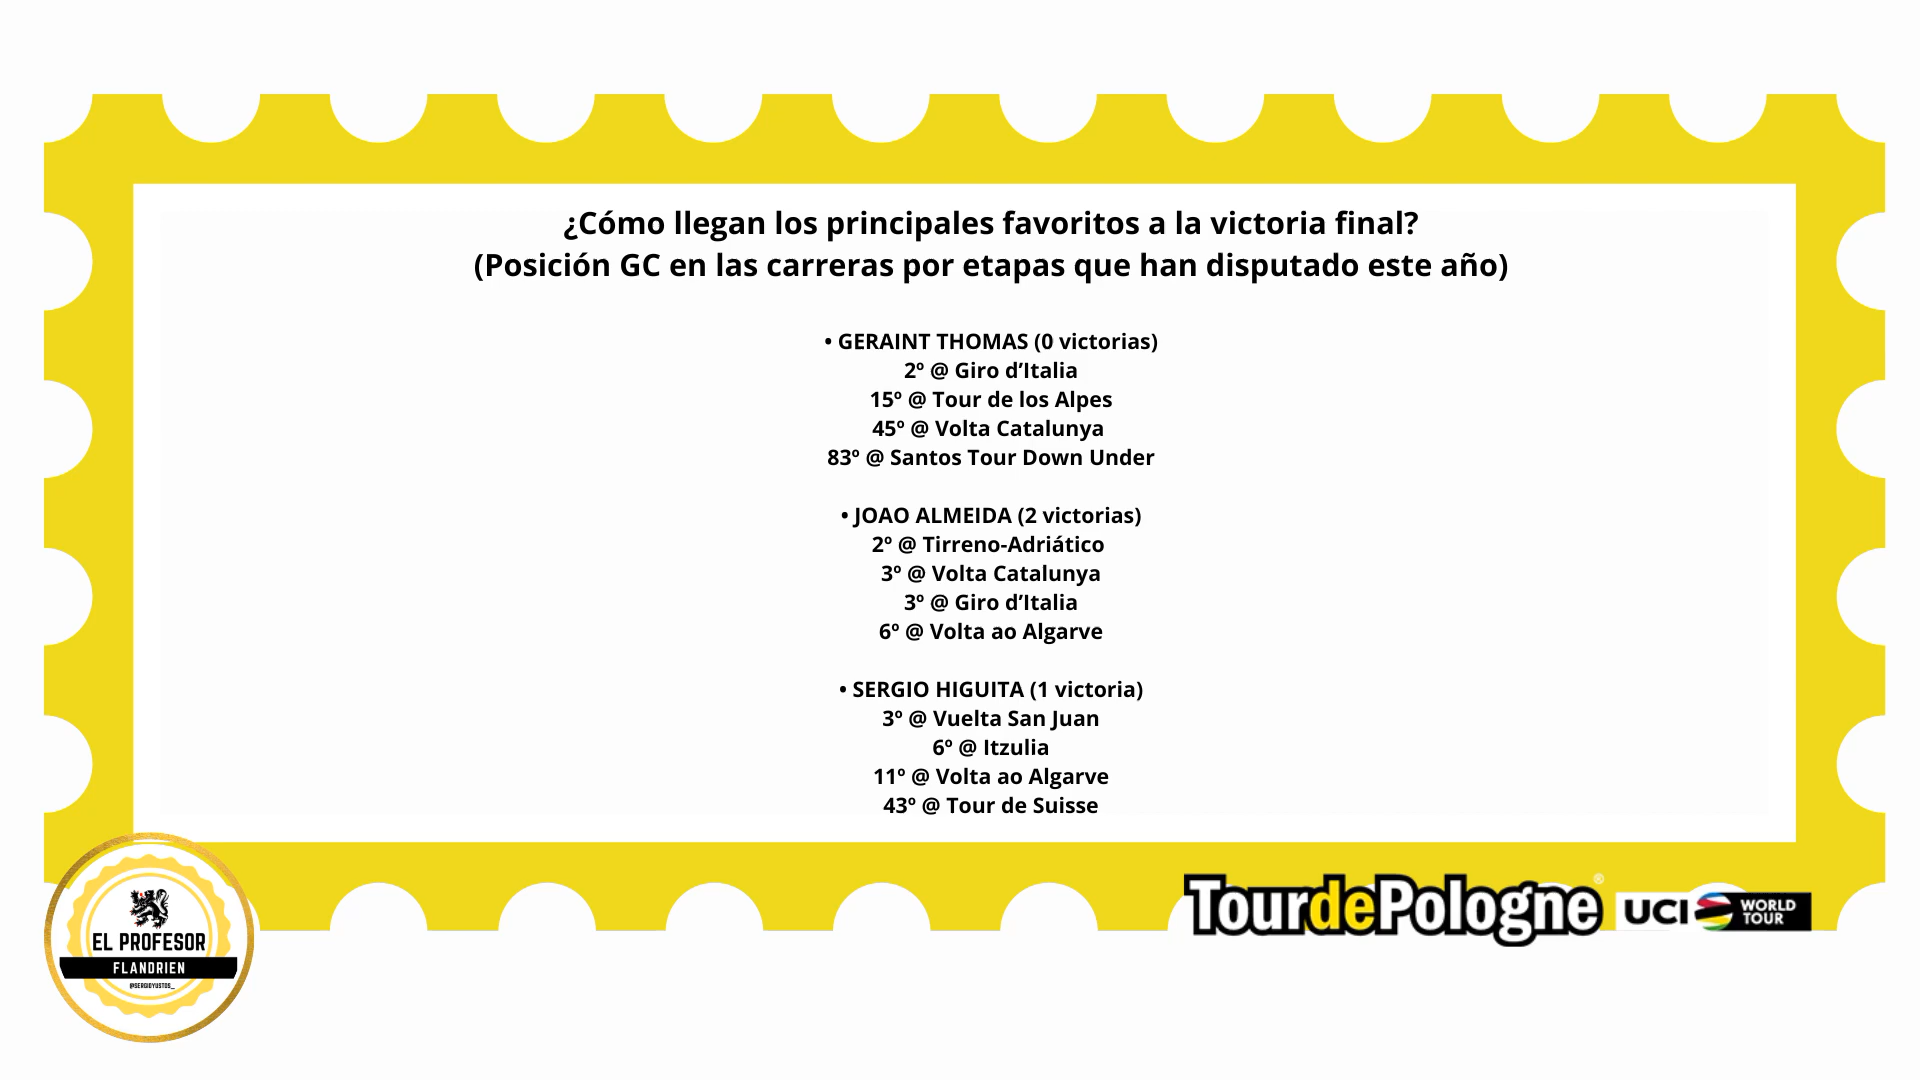 ¿Cómo llegan los principales favoritos a la victoria final?
(Posición GC en las carreras por etapas que han disputado este año)
• GERAINT THOMAS (0 victorias)
2º @ Giro d’Italia
15º @ Tour de los Alpes
45º @ Volta Catalunya
83º @ Santos Tour Down Under
• JOAO ALMEIDA (2 victorias)
2º @ Tirreno-Adriático
3º @ Volta Catalunya
3º @ Giro d’Italia
6º @ Volta ao Algarve
• SERGIO HIGUITA (1 victoria)
3º @ Vuelta San Juan
6º @ Itzulia
11º @ Volta ao Algarve
43º @ Tour de Suisse
EL PROFESOR
FLANDRIEN
@SERGIOYUSTOS_
TourdePologne®
UCI WORLD
TOUR